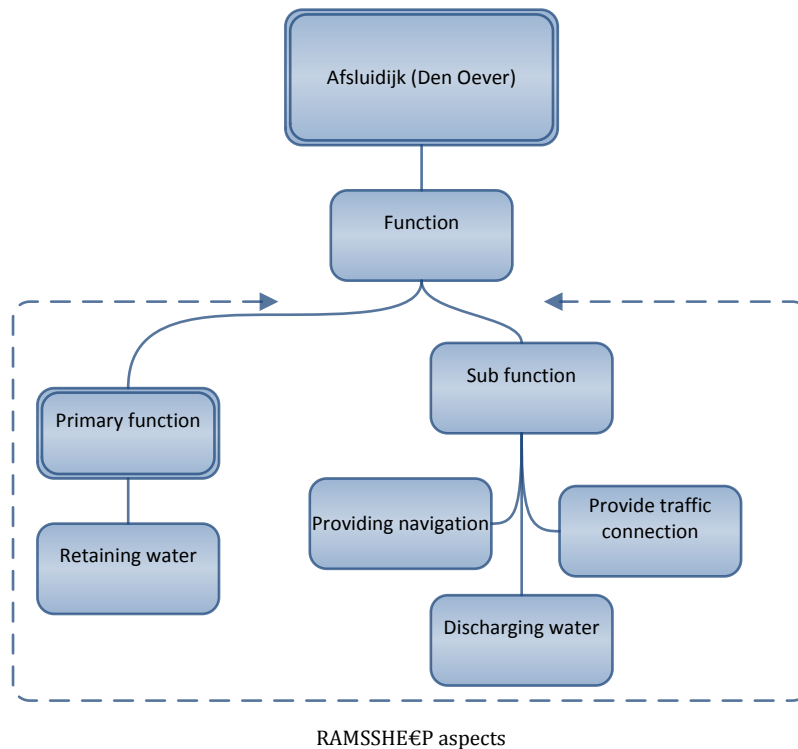 Afsluidijk (Den Oever)
Function
Sub function
Primary function
Providing navigation
Provide traffic
connection
Retaining water
Discharging water
RAMSSHE€P aspects